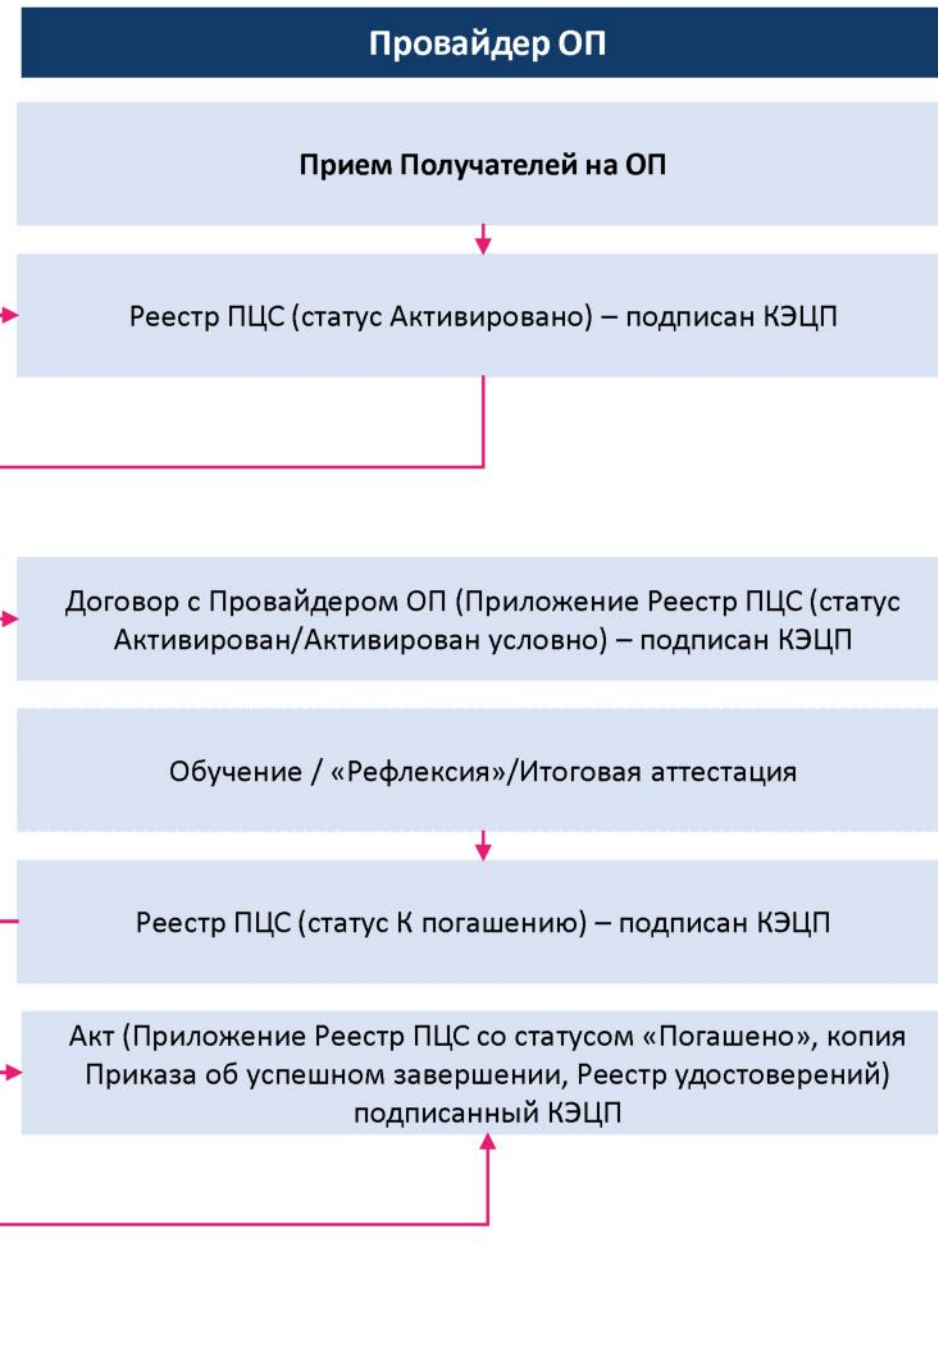 Провайдер ОП
Прием Получателей на ОП
Реестр ПЦС (статус Активировано) – подписан КЭЦП
Договор с Провайдером ОП (Приложение Реестр ПЦС (статус
Активирован/Активирован условно) – подписан КЭЦП
Обучение / «Рефлексия»/Итоговая аттестация
Реестр ПЦС (статус К погашению) – подписан КЭЦП
Акт (Приложение Реестр ПЦС со статусом «Погашено», копия
Приказа об успешном завершении, Реестр удостоверений)
подписанный КЭЦП